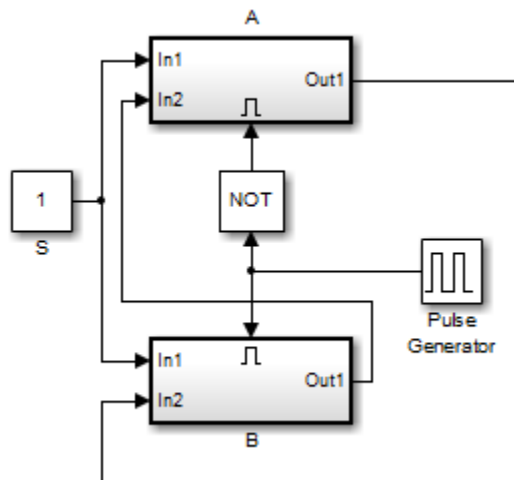 A
In1
In2
Out1
1
S
NOT
Pulse
Generator
In1
In2
Out1
B